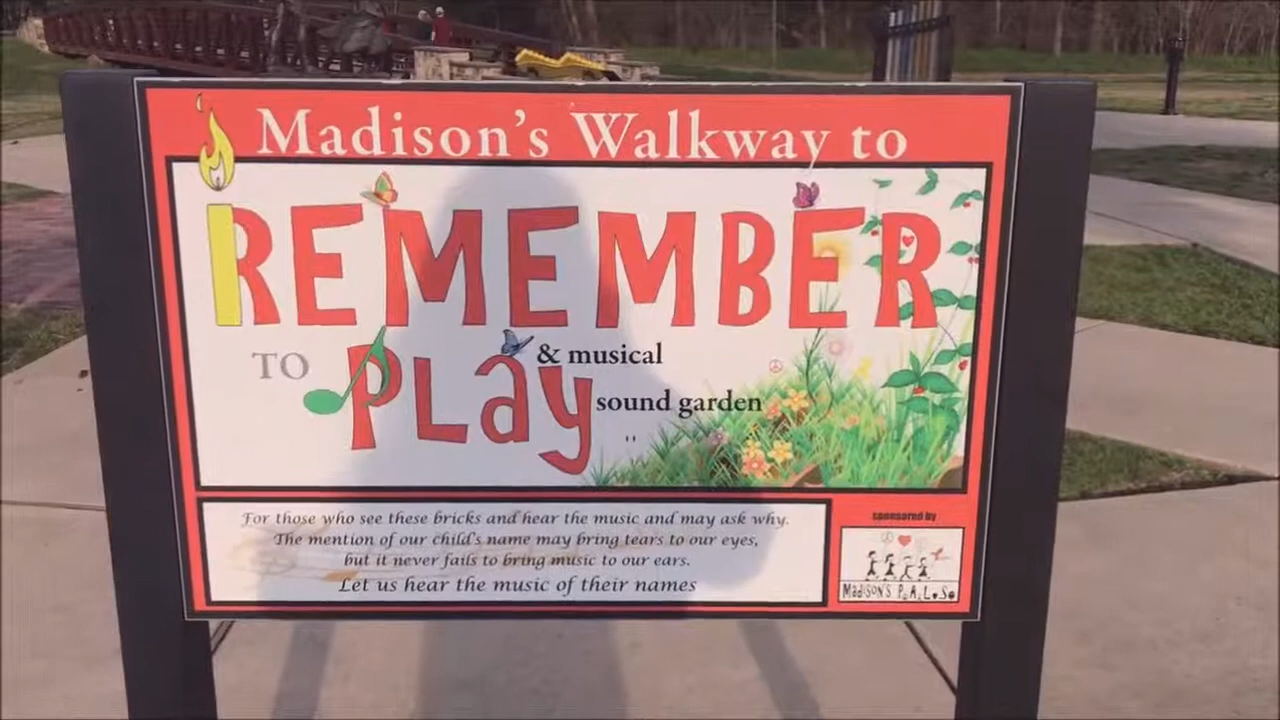 Madison's Walkway to
REMEMBER
TO PLay & musical
sound garden
For those who see these bricks and hear the music and may ask why.
The mention of our child's name may bring tears to our eyes,
but it never fails to bring music to our ears.
Let us hear the music of their names
sponsored by
MaDiSON'S P.A.L.S.